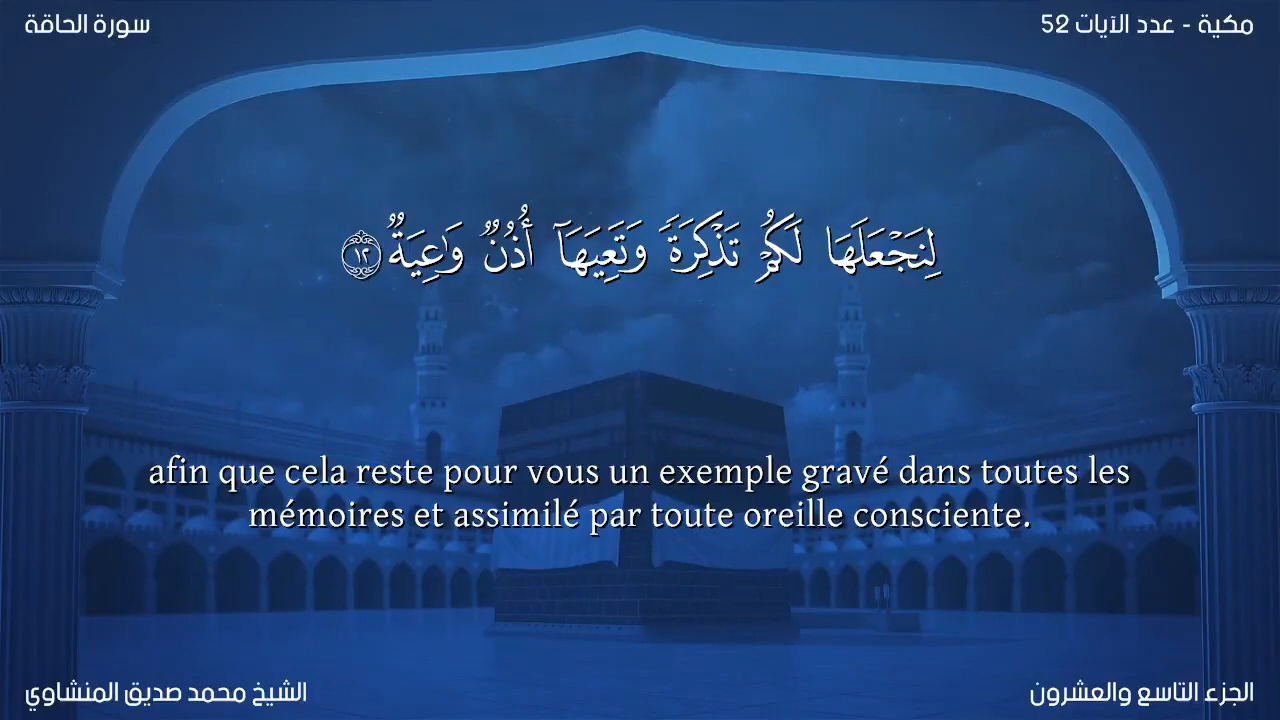 مكية - عدد الآيات 52
سورة الحاقة
لِنَجْعَلَهَا لَكُمْ تَذْكِرَةً وَتَعِيَهَآ أُذُنٌ وَٰعِيَةٌ ١٢
afin que cela reste pour vous un exemple gravé dans toutes les
mémoires et assimilé par toute oreille consciente.
الجزء التاسع والعشرون
الشيخ محمد صديق المنشاوي